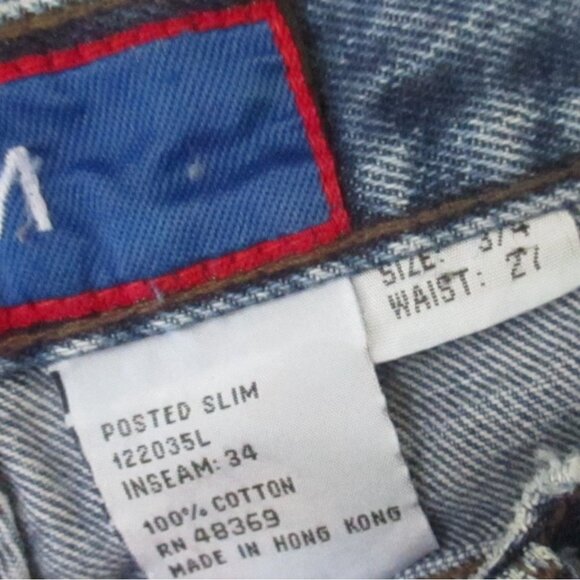 SIZE: 3/4
WAIST: 27
POSTED SLIM
122035L
INSEAM: 34
100% COTTON
RN 48369
MADE IN HONG KONG